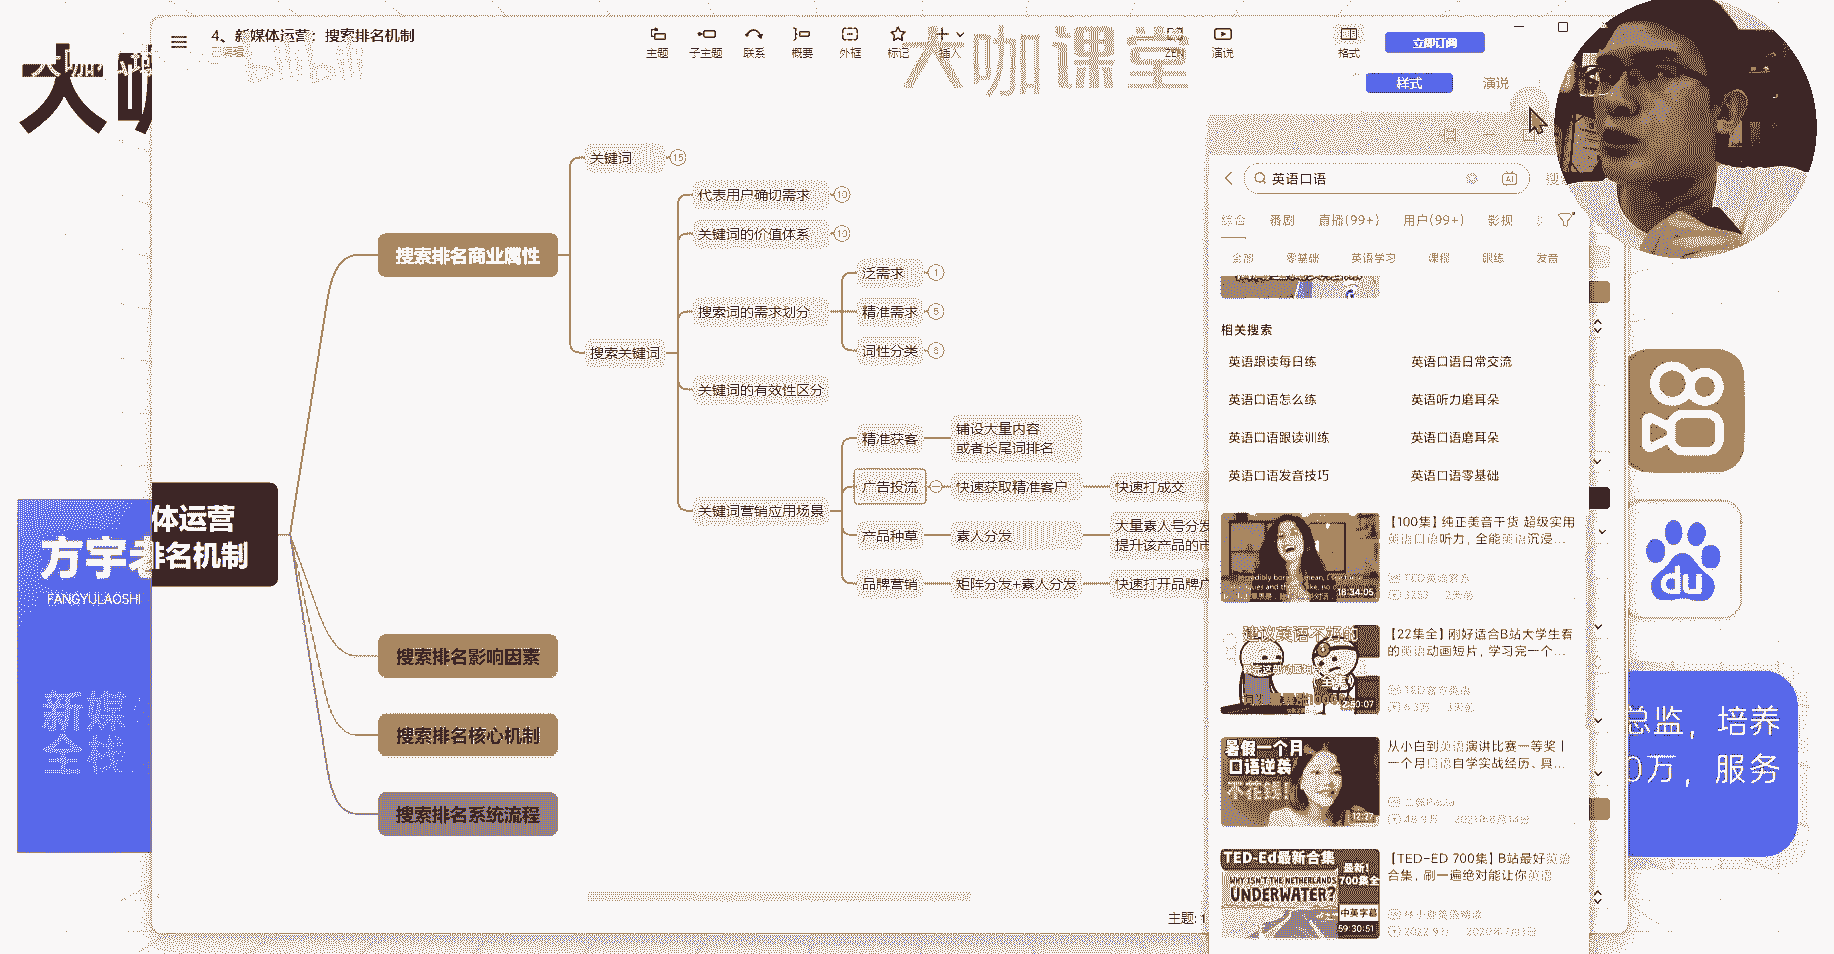 4、新媒体运营：搜索排名机制
已编辑
bilibili
大咖课堂
主题
子主题
联系
概要
外框
标记
插入
ZEN
演说
格式
立即订阅
样式
演说
大咖
体运营
排名机制
方宇老
FANGYULAOSHI
新媒
全栈
搜索排名商业属性
搜索排名影响因素
搜索排名核心机制
搜索排名系统流程
关键词
15
搜索关键词
代表用户确切需求
10
关键词的价值体系
13
搜索词的需求划分
泛需求
1
精准需求
6
词性分类
6
关键词的有效性区分
关键词营销应用场景
精准获客
铺设大量内容
或者长尾词排名
广告投流
快速获取精准客户
快速打成交
产品种草
素人分发
大量素人号分发
提升该产品的市
品牌营销
矩阵分发+素人分发
快速打开品牌广
主题: 1
英语口语
AI
搜
综合
番剧
直播(99+)
用户(99+)
影视
全部
零基础
英语学习
课程
跟练
发音
相关搜索
英语跟读每日练
英语口语日常交流
英语口语怎么练
英语听力磨耳朵
英语口语跟读训练
英语口语磨耳朵
英语口语发音技巧
英语口语零基础
【100集】纯正美音干货 超级实用
英语口语听力，全能英语沉浸...
18:34:05
【22集全】刚好适合B站大学生看
的英语动画短片，学习完一个...
建议英语不好的
全集
2:50:07
从小白到英语演讲比赛一等奖丨
一个月口语自学实战经历、具...
暑假一个月
口语逆袭
不花钱!
12:27
【TED-ED 700集】B站最好英语
合集，刷一遍绝对能让你英语
TED-Ed最新合集
最新!
700集全
WHY ISN'T THE NETHERLANDS
UNDERWATER?
中英字幕
59:30:51
du
总监，培养
0万，服务